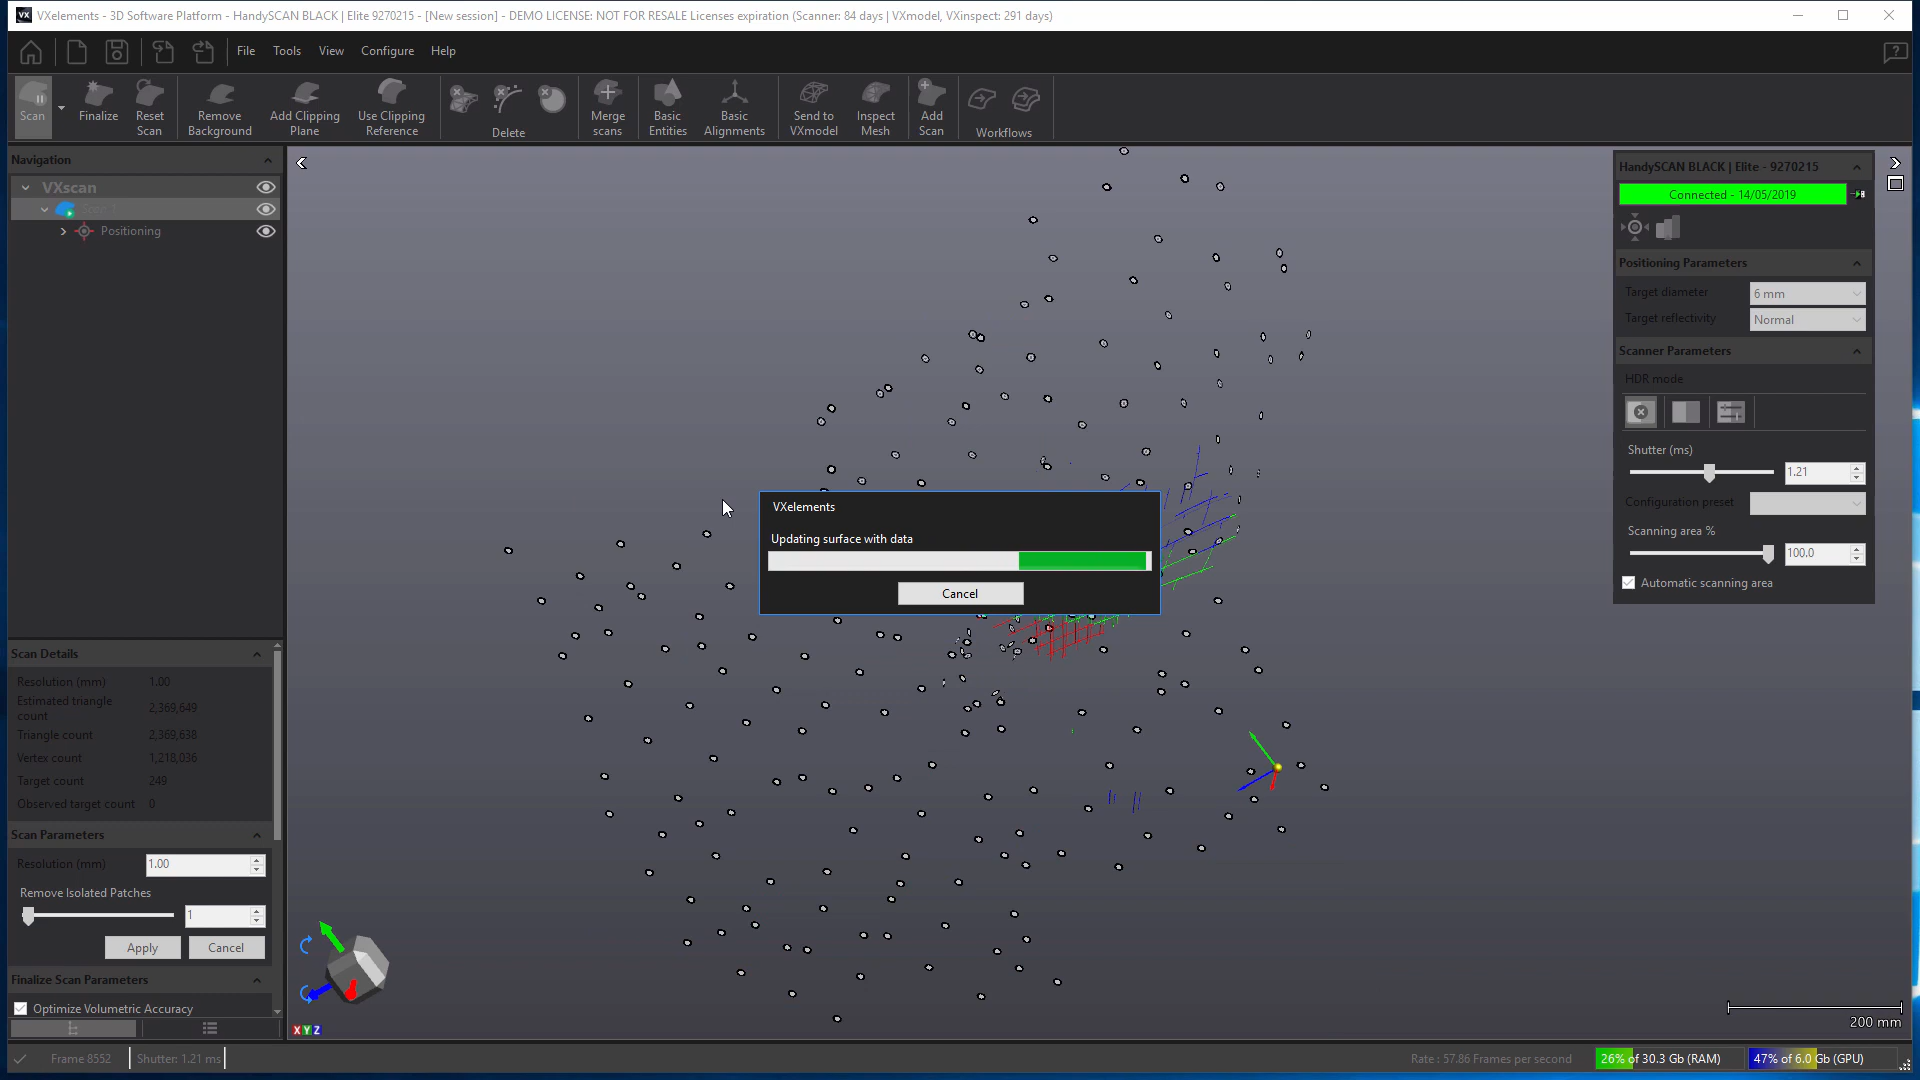 VXelements - 3D Software Platform - HandySCAN BLACK | Elite 9270215 - [New session] - DEMO LICENSE: NOT FOR RESALE Licenses expiration (Scanner: 84 days | VXmodel, VXinspect: 291 days)
File Tools View Configure Help
Scan
Finalize
Reset
Scan
Remove
Background
Add Clipping
Plane
Use Clipping
Reference
Delete
Merge
scans
Basic
Entities
Basic
Alignments
Send to
VXmodel
Inspect
Mesh
Add
Scan
Workflows
Navigation
VXscan
Positioning
Scan Details
Resolution (mm) 1.00
Estimated triangle
count 2,369,649
Triangle count 2,369,638
Vertex count 1,218,036
Target count 249
Observed target count 0
Scan Parameters
Resolution (mm) 1.00
Remove Isolated Patches
1
Apply Cancel
Finalize Scan Parameters
Optimize Volumetric Accuracy
VXelements
Updating surface with data
Cancel
HandySCAN BLACK | Elite - 9270215
Connected - 14/05/2019
Positioning Parameters
Target diameter 6 mm
Target reflectivity Normal
Scanner Parameters
HDR mode
Shutter (ms)
1.21
Configuration preset
Scanning area %
100.0
Automatic scanning area
X Y Z
200 mm
Frame 8552 Shutter: 1.21 ms
Rate : 57.86 Frames per second
26% of 30.3 Gb (RAM)
47% of 6.0 Gb (GPU)